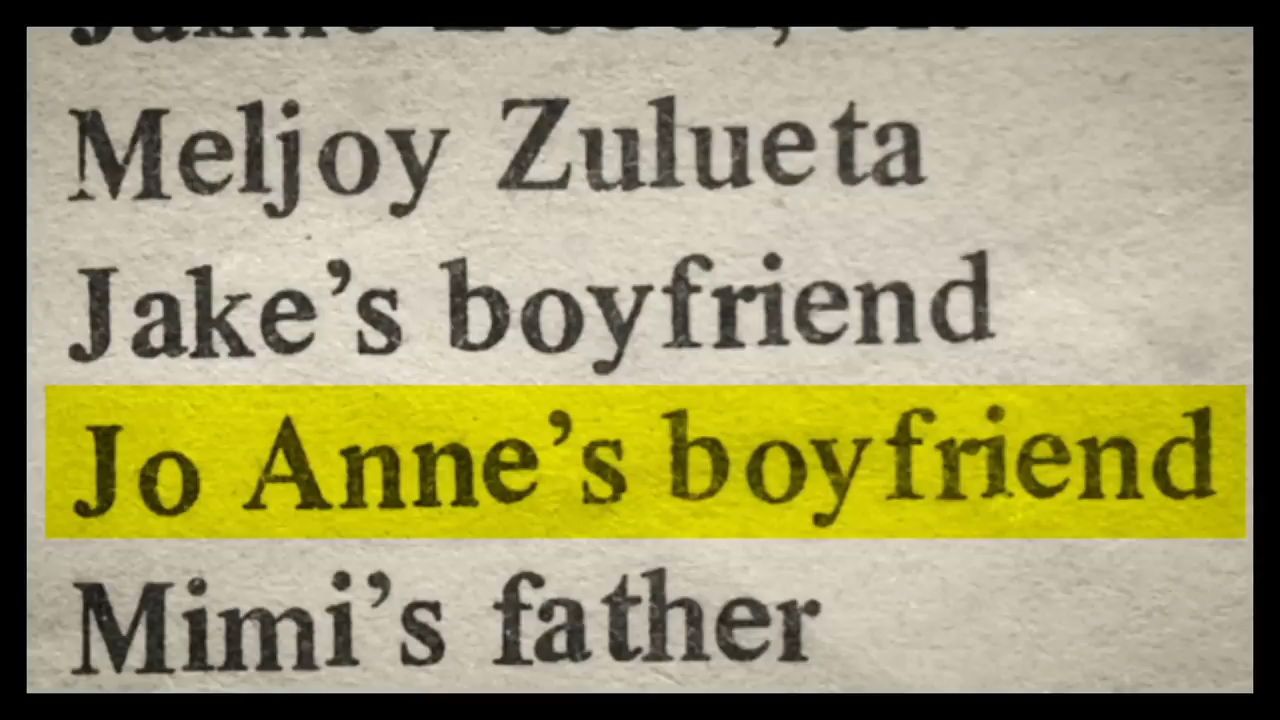 Meljoy Zulueta
Jake’s boyfriend
Jo Anne’s boyfriend
Mimi’s father